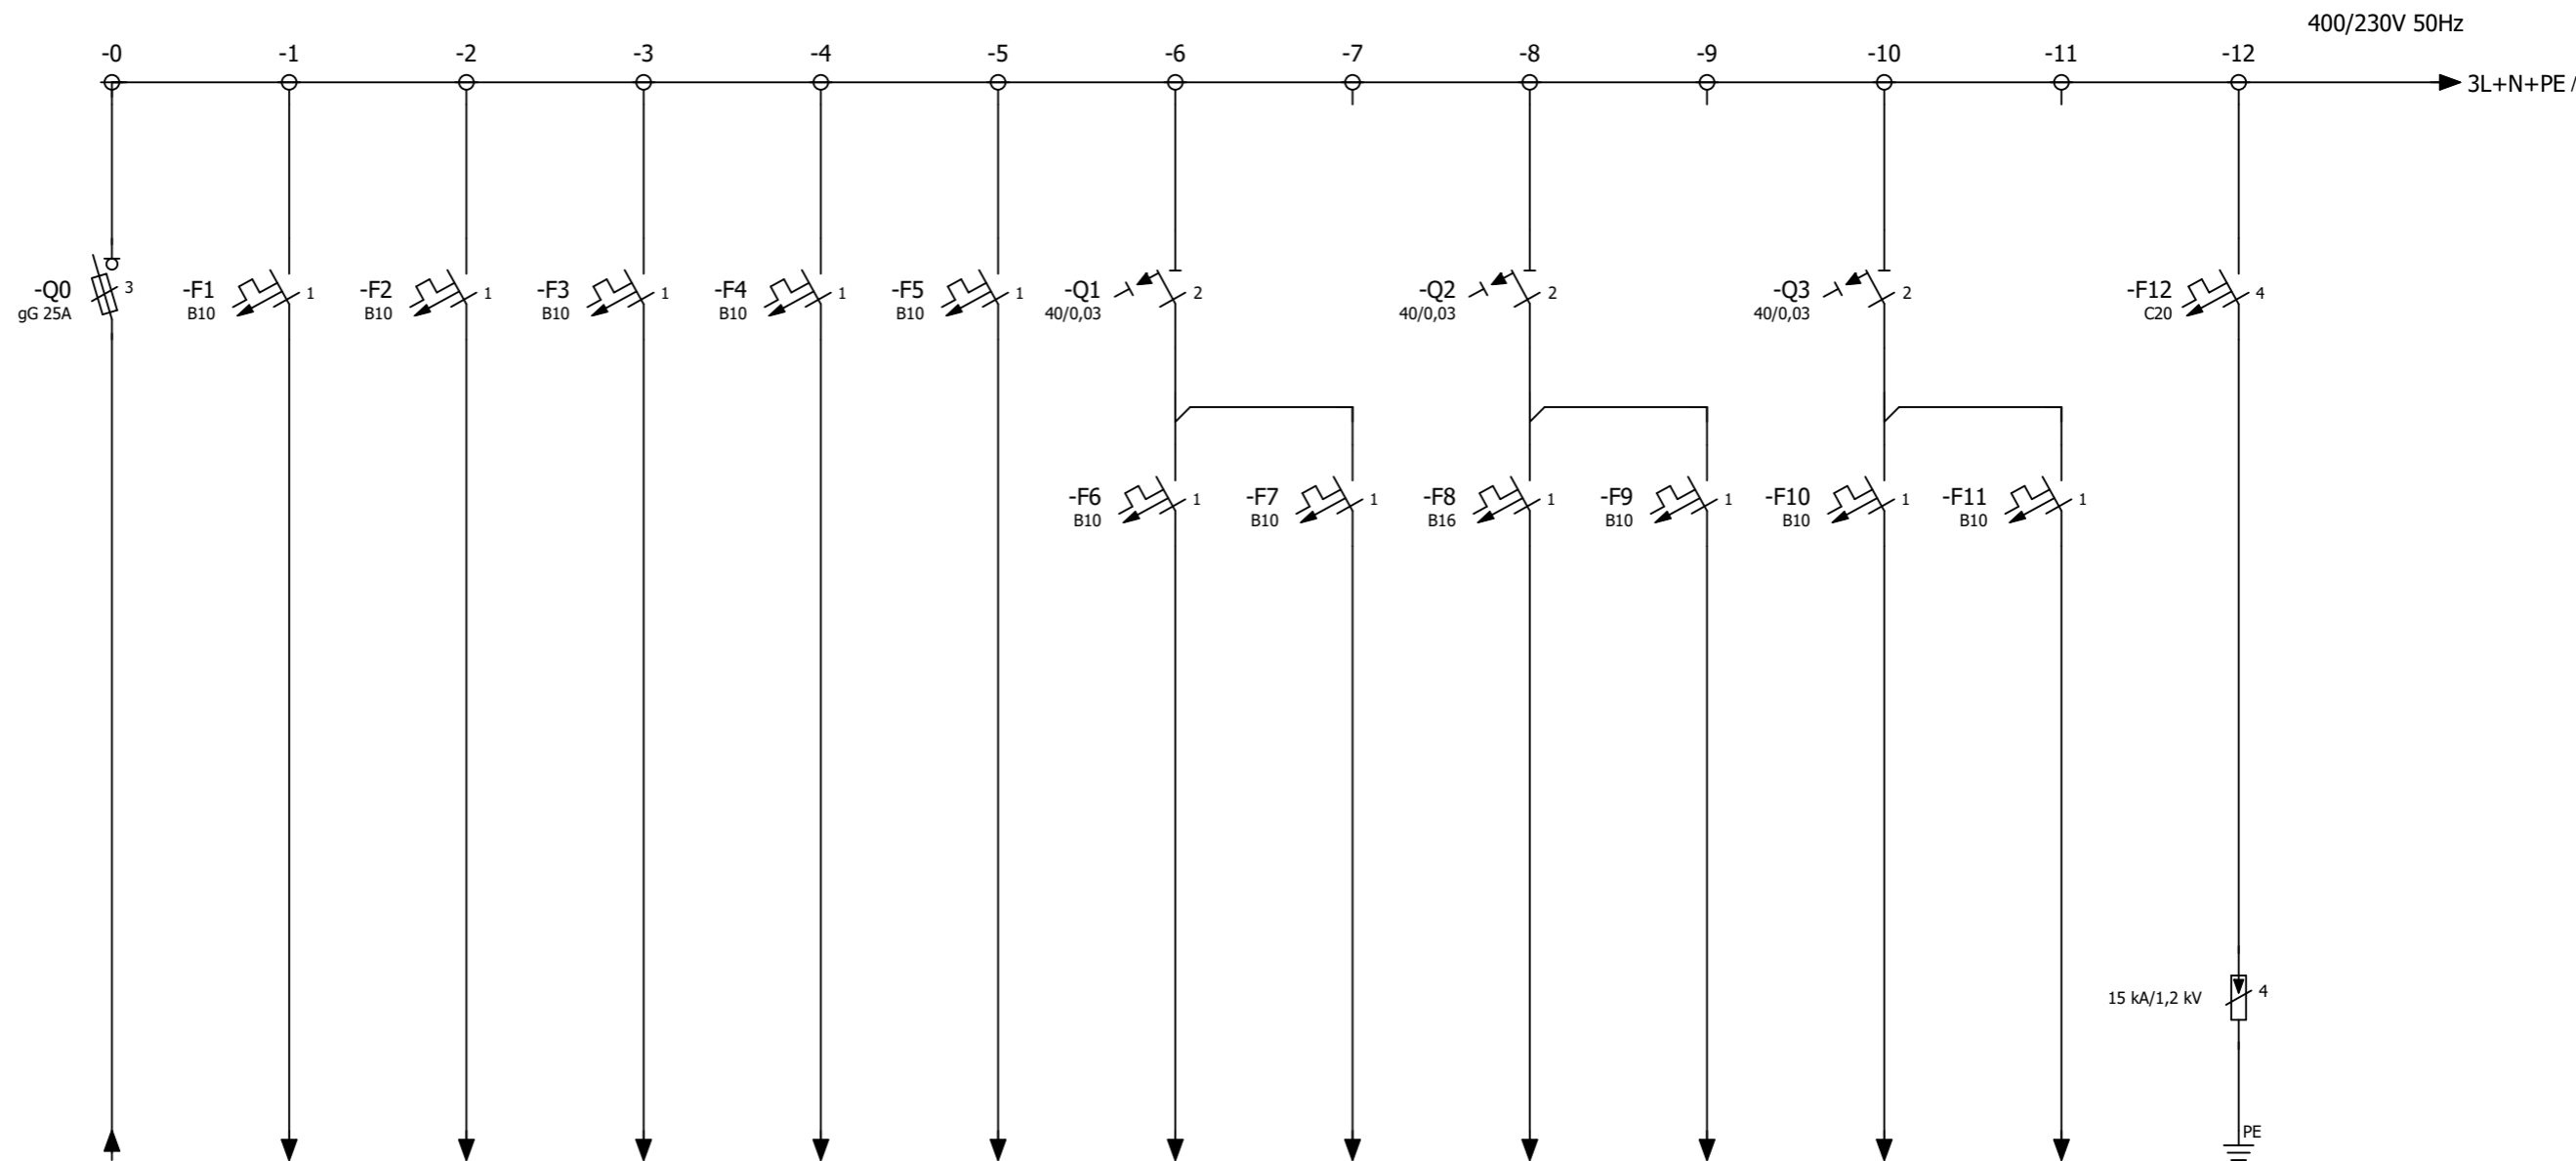 400/230V 50Hz
-0 -1 -2 -3 -4 -5 -6 -7 -8 -9 -10 -11 -12
3L+N+PE /
-Q0 3 -F1 1 -F2 1 -F3 1 -F4 1 -F5 1 -Q1 2 -Q2 2 -Q3 2 -F12 4
gG 25A B10 B10 B10 B10 B10 40/0,03 40/0,03 40/0,03 C20
-F6 1 -F7 1 -F8 1 -F9 1 -F10 1 -F11 1
B10 B10 B16 B10 B10 B10
15 kA/1,2 kV 4
PE